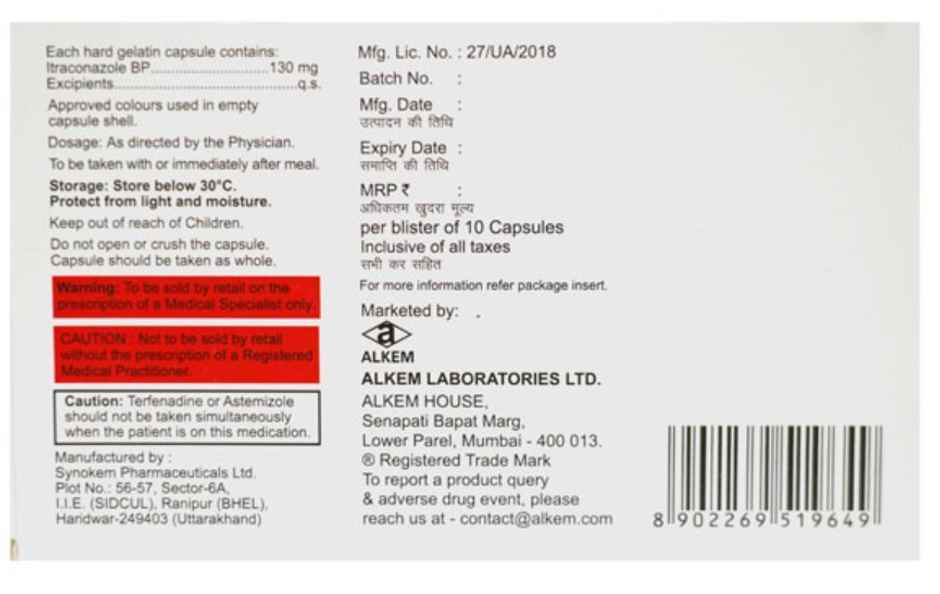 Each hard gelatin capsule contains:
Itraconazole BP..............................130 mg
Excipients..............................................q.s.
Approved colours used in empty
capsule shell.
Dosage: As directed by the Physician.
To be taken with or immediately after meal.
Storage: Store below 30°C.
Protect from light and moisture.
Keep out of reach of Children.
Do not open or crush the capsule.
Capsule should be taken as whole.
Warning: To be sold by retail on the
prescription of a Medical Specialist only.
CAUTION : Not to be sold by retail
without the prescription of a Registered
Medical Practitioner.
Caution: Terfenadine or Astemizole
should not be taken simultaneously
when the patient is on this medication.
Manufactured by :
Synokem Pharmaceuticals Ltd.
Plot No.: 56-57, Sector-6A,
I.I.E. (SIDCUL), Ranipur (BHEL),
Haridwar-249403 (Uttarakhand)
Mfg. Lic. No. : 27/UA/2018
Batch No. :
Mfg. Date :
उत्पादन की तिथि
Expiry Date :
समाप्ति की तिथि
MRP ₹ :
अधिकतम खुदरा मूल्य
per blister of 10 Capsules
Inclusive of all taxes
सभी कर सहित
For more information refer package insert.
Marketed by: .
a
ALKEM
ALKEM LABORATORIES LTD.
ALKEM HOUSE,
Senapati Bapat Marg,
Lower Parel, Mumbai - 400 013.
® Registered Trade Mark
To report a product query
& adverse drug event, please
reach us at - contact@alkem.com
8 902269 519649